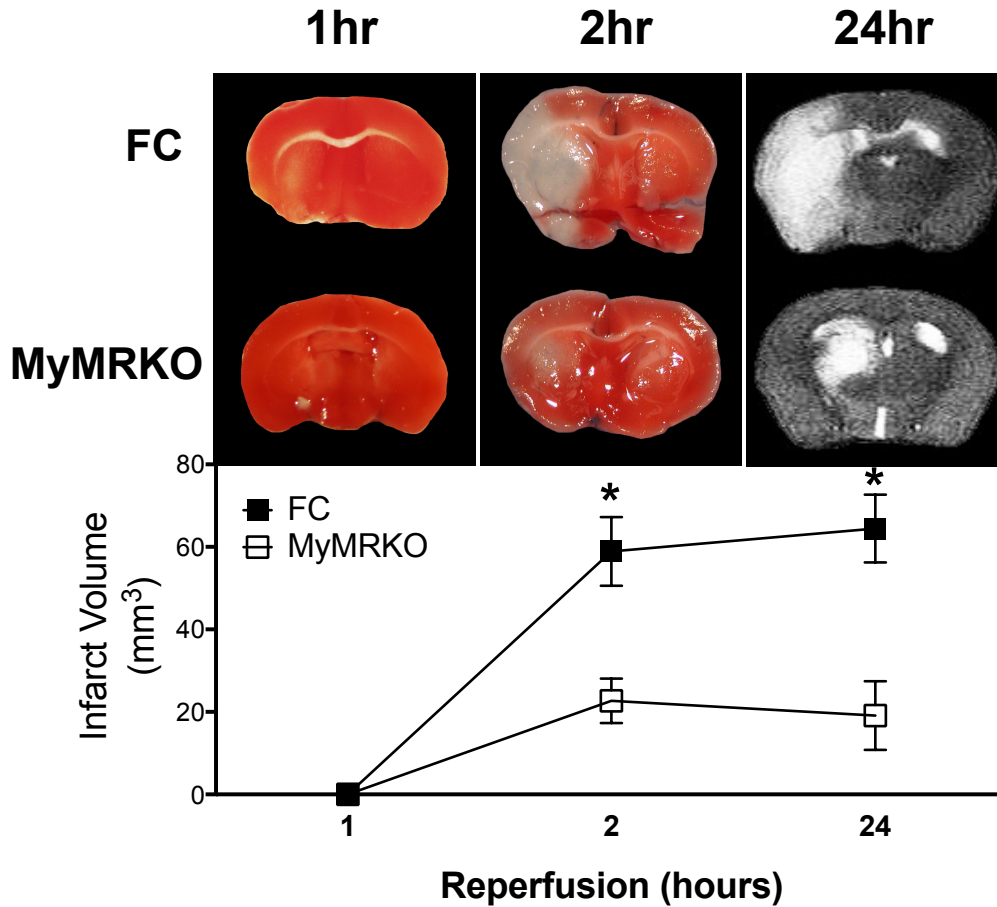 1hr 2hr 24hr
FC
MyMRKO
80
60
40
20
0
Infarct Volume
(mm³)
* *
FC
MyMRKO
1 2 24
Reperfusion (hours)